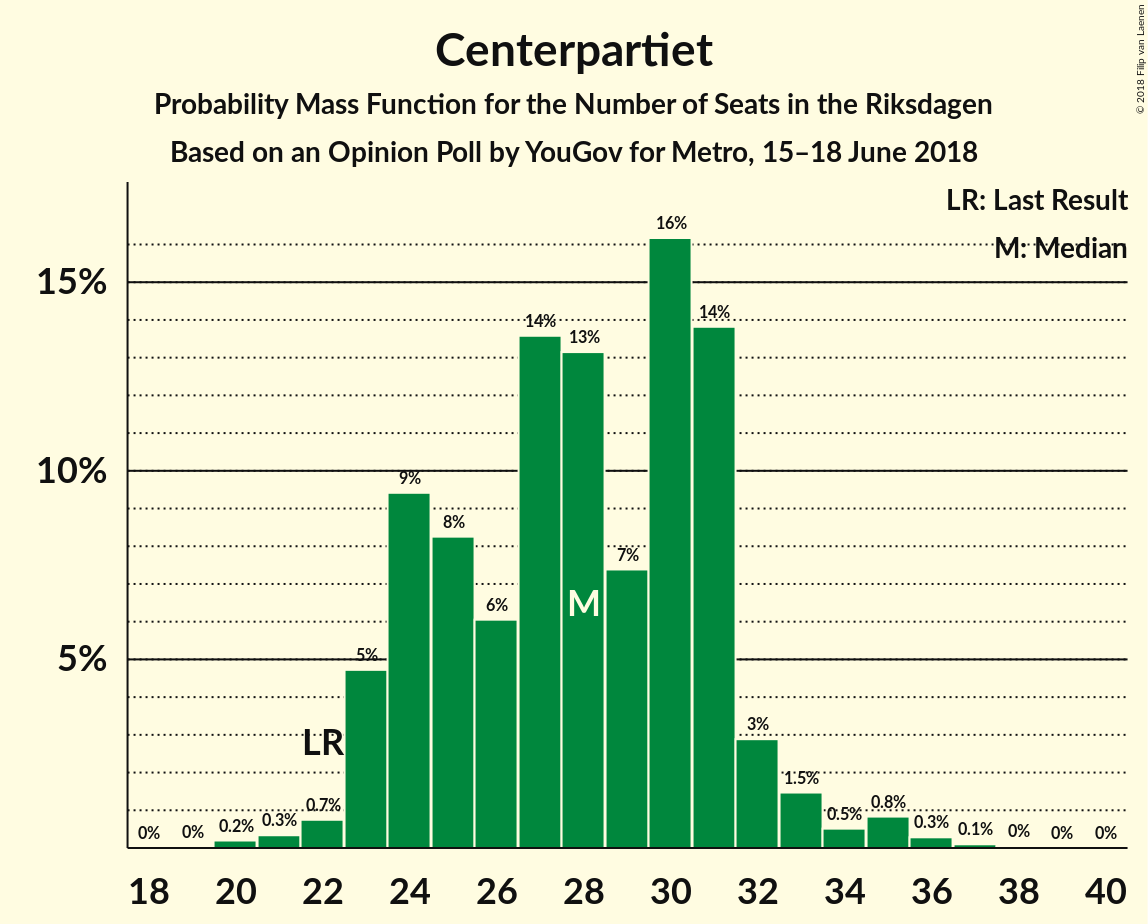 Centerpartiet
Probability Mass Function for the Number of Seats in the Riksdagen
Based on an Opinion Poll by YouGov for Metro, 15–18 June 2018
© 2018 Filip van Laenen
LR: Last Result
M: Median
15%
10%
5%
0%
0%
0.2%
0.3%
0.7%
5%
9%
8%
6%
14%
13%
7%
16%
14%
3%
1.5%
0.5%
0.8%
0.3%
0.1%
0%
0%
0%
LR
M
18 20 22 24 26 28 30 32 34 36 38 40